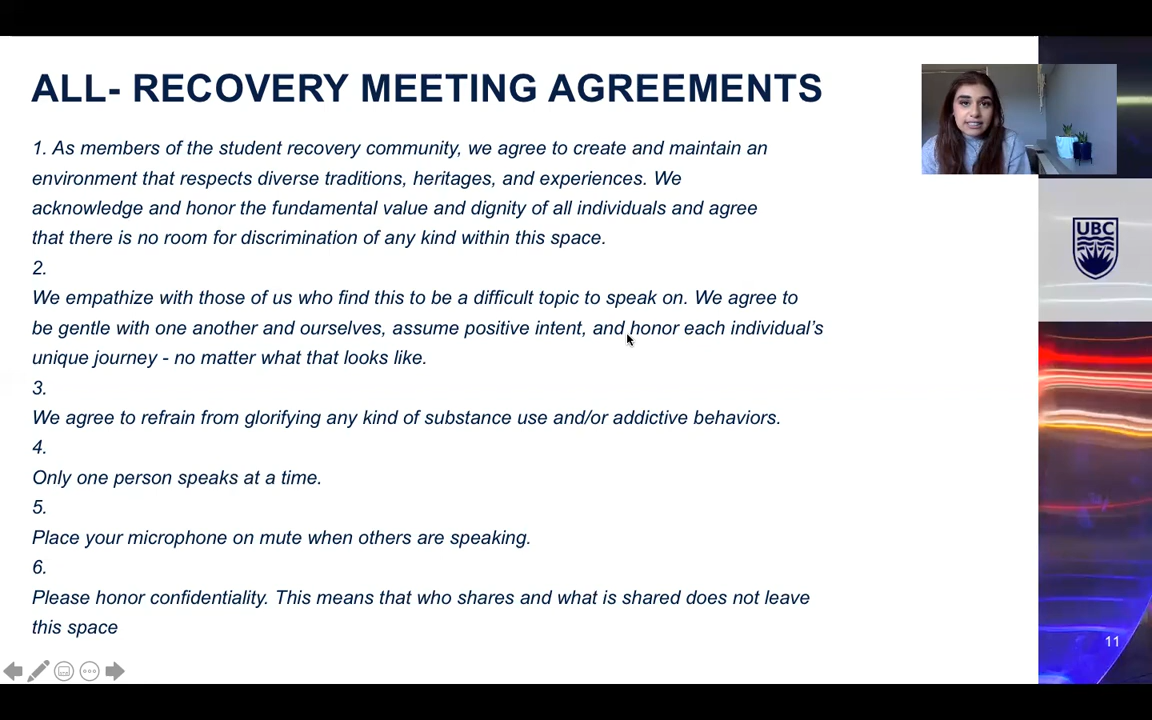 ALL- RECOVERY MEETING AGREEMENTS
1. As members of the student recovery community, we agree to create and maintain an
environment that respects diverse traditions, heritages, and experiences. We
acknowledge and honor the fundamental value and dignity of all individuals and agree
that there is no room for discrimination of any kind within this space.
2.
We empathize with those of us who find this to be a difficult topic to speak on. We agree to
be gentle with one another and ourselves, assume positive intent, and honor each individual’s
unique journey - no matter what that looks like.
3.
We agree to refrain from glorifying any kind of substance use and/or addictive behaviors.
4.
Only one person speaks at a time.
5.
Place your microphone on mute when others are speaking.
6.
Please honor confidentiality. This means that who shares and what is shared does not leave
this space
UBC
11